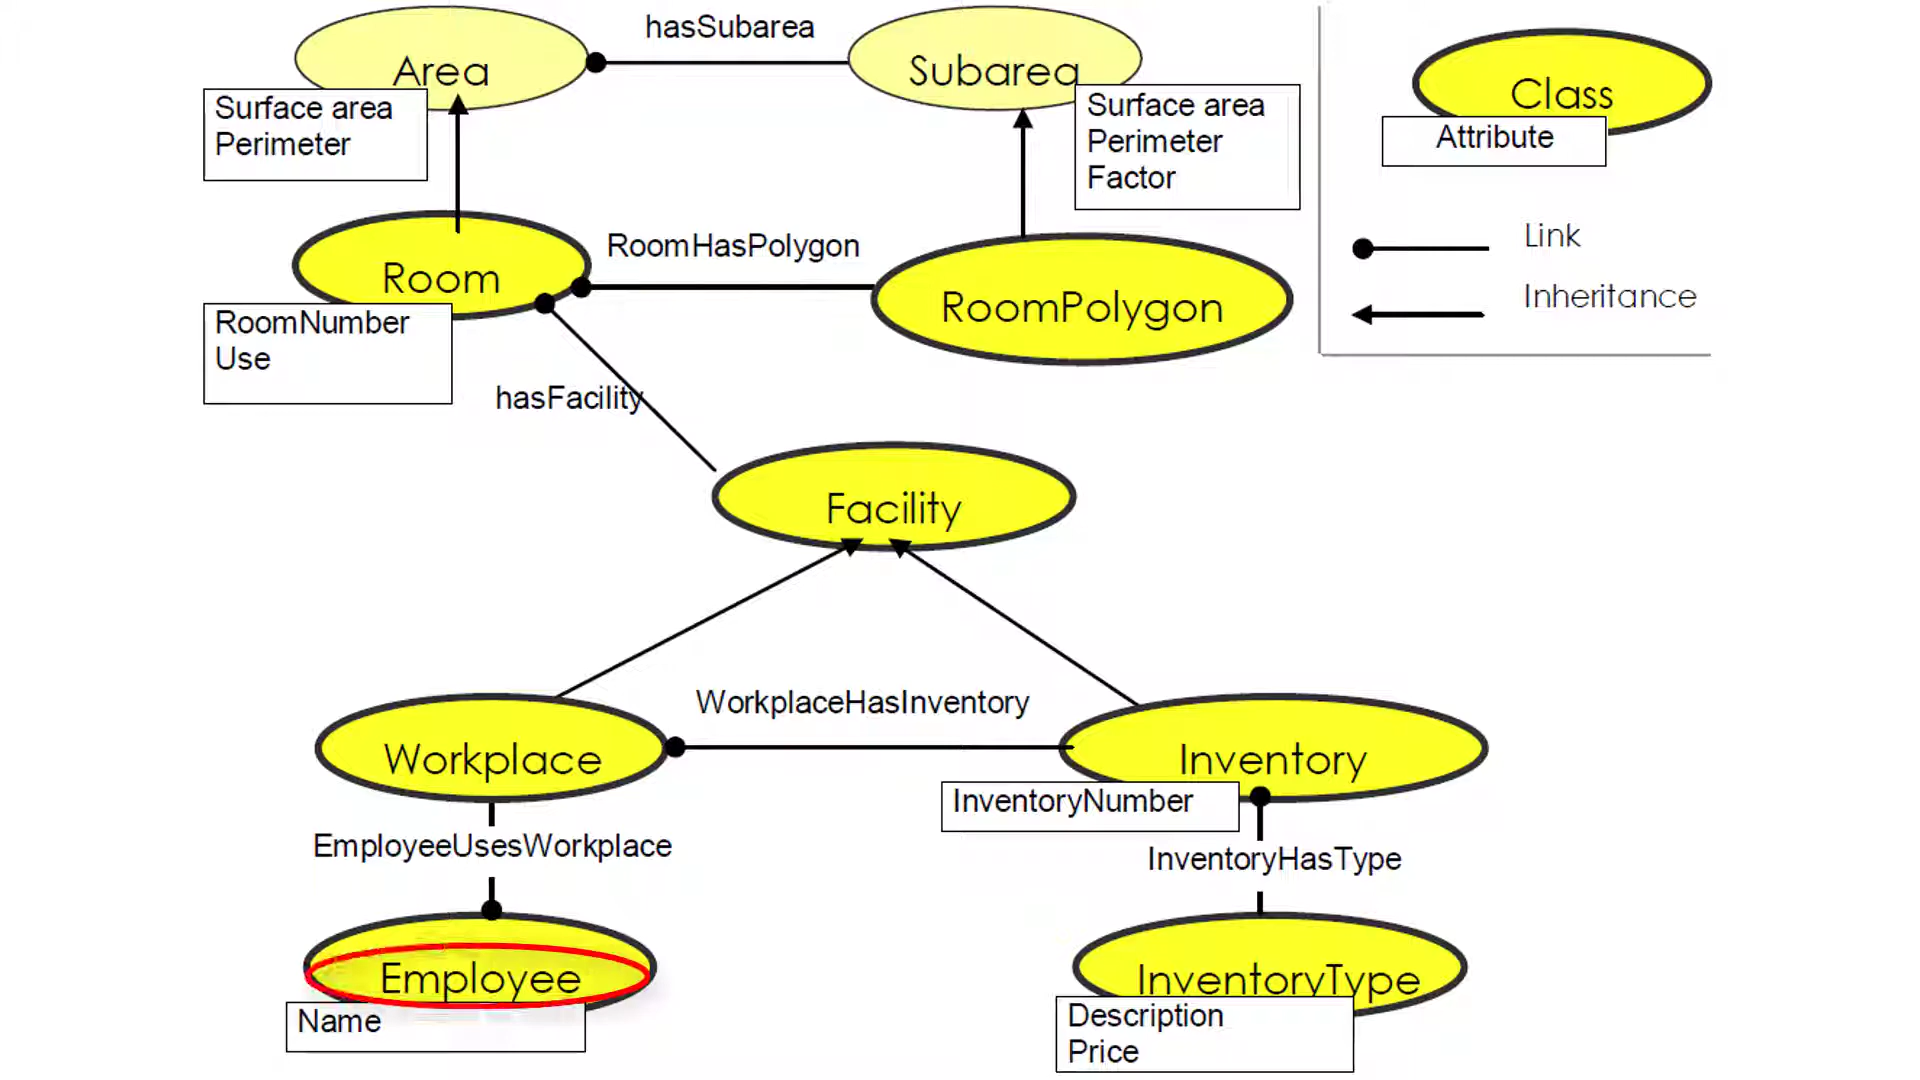 hasSubarea
Area
Subarea
Class
Surface area
Perimeter
Surface area
Perimeter
Factor
Attribute
Link
Inheritance
RoomHasPolygon
Room
RoomPolygon
RoomNumber
Use
hasFacility
Facility
WorkplaceHasInventory
Workplace
Inventory
InventoryNumber
EmployeeUsesWorkplace
InventoryHasType
Employee
InventoryType
Name
Description
Price